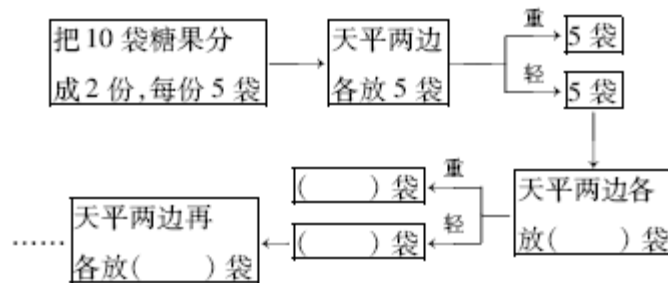 把10袋糖果分
成2份,每份5袋
天平两边
各放5袋
重
5袋
轻
5袋
天平两边各
放(　　)袋
重
(　　)袋
轻
(　　)袋
天平两边再
各放(　　)袋
……